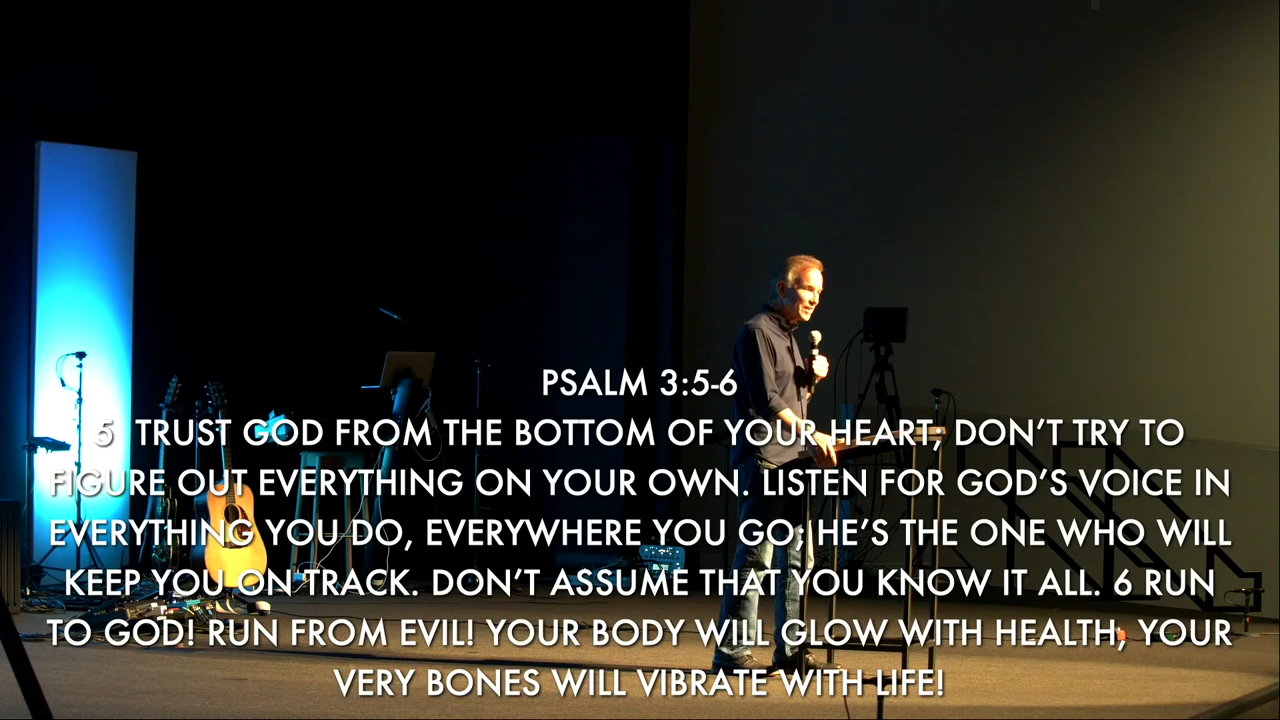 PSALM 3:5-6
5  TRUST GOD FROM THE BOTTOM OF YOUR HEART; DON'T TRY TO
FIGURE OUT EVERYTHING ON YOUR OWN. LISTEN FOR GOD'S VOICE IN
EVERYTHING YOU DO, EVERYWHERE YOU GO; HE'S THE ONE WHO WILL
KEEP YOU ON TRACK. DON'T ASSUME THAT YOU KNOW IT ALL. 6 RUN
TO GOD! RUN FROM EVIL! YOUR BODY WILL GLOW WITH HEALTH, YOUR
VERY BONES WILL VIBRATE WITH LIFE!